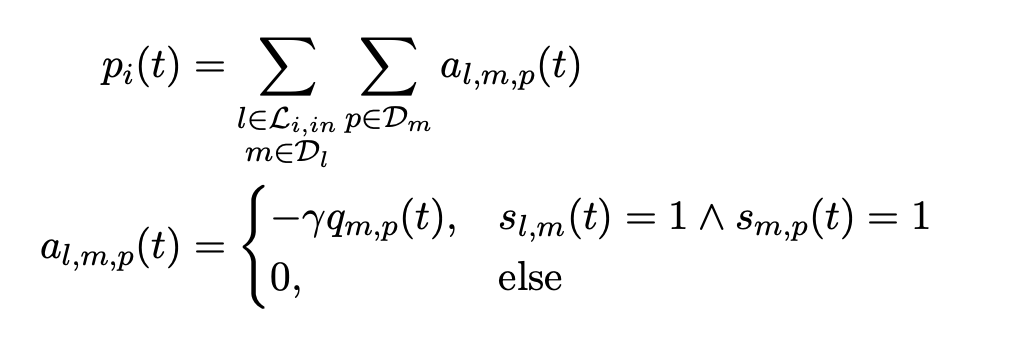 $p_i(t) = \sum_{\substack{l \in \mathcal{L}_{i,in} \\ m \in \mathcal{D}_l}} \sum_{p \in \mathcal{D}_m} a_{l,m,p}(t)$
$a_{l,m,p}(t) = \begin{cases} -\gamma q_{m,p}(t), & s_{l,m}(t) = 1 \wedge s_{m,p}(t) = 1 \\ 0, & \text{else} \end{cases}$